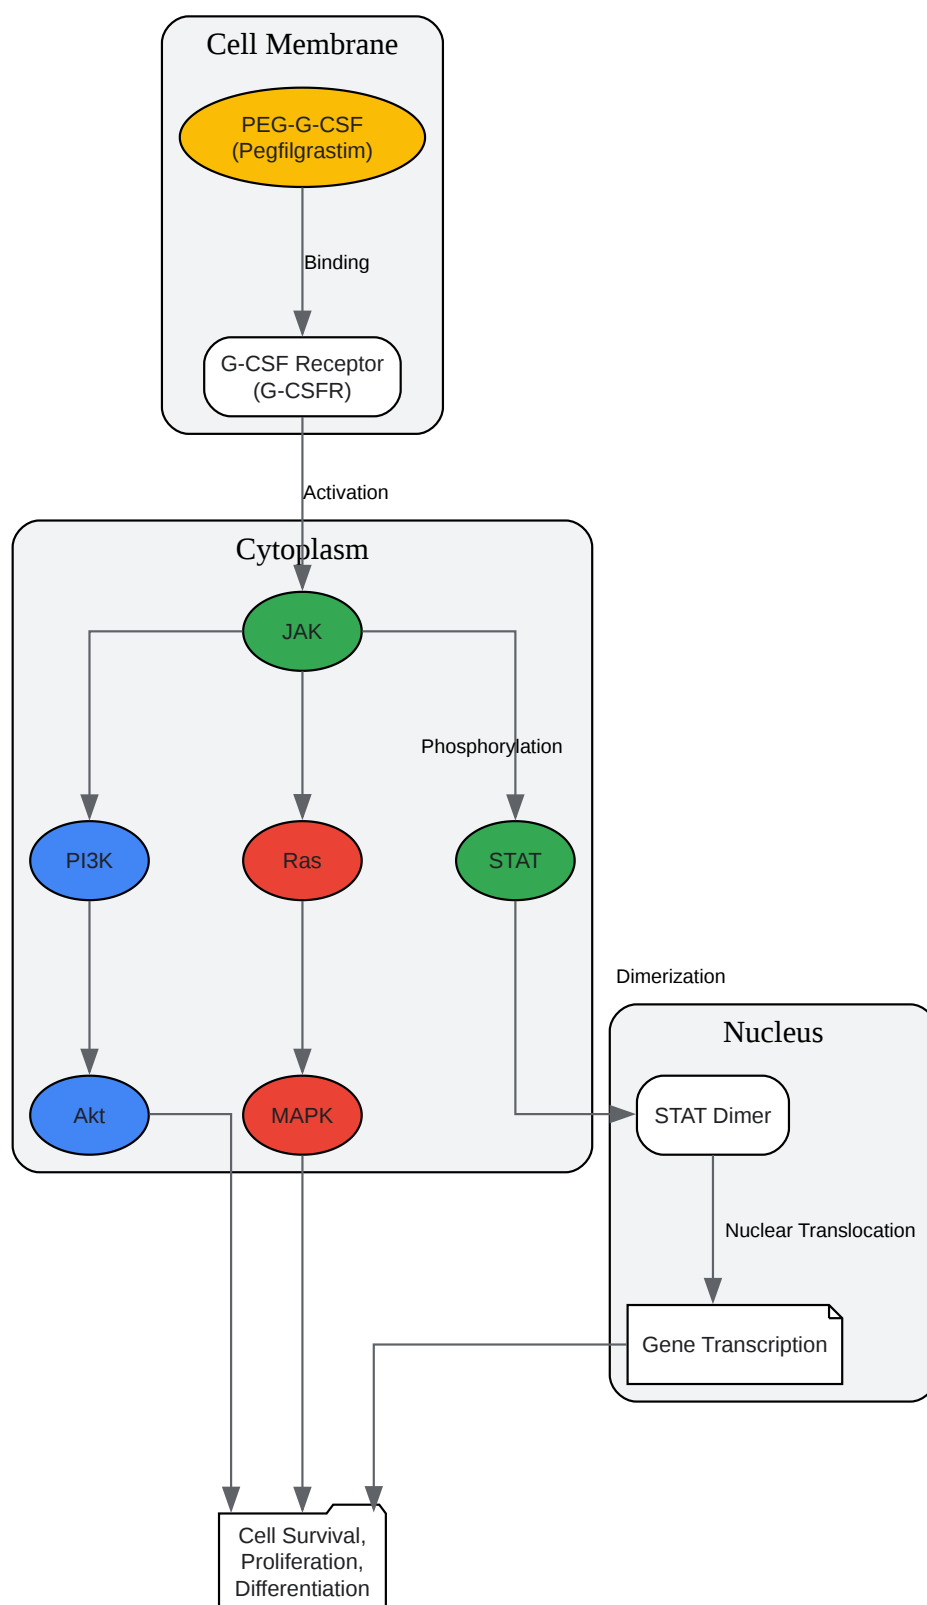 Cell Membrane
PEG-G-CSF
(Pegfilgrastim)
Binding
G-CSF Receptor
(G-CSFR)
Activation
Cytoplasm
JAK
Phosphorylation
PI3K
Ras
STAT
Dimerization
Nucleus
Akt
MAPK
STAT Dimer
Nuclear Translocation
Gene Transcription
Cell Survival,
Proliferation,
Differentiation